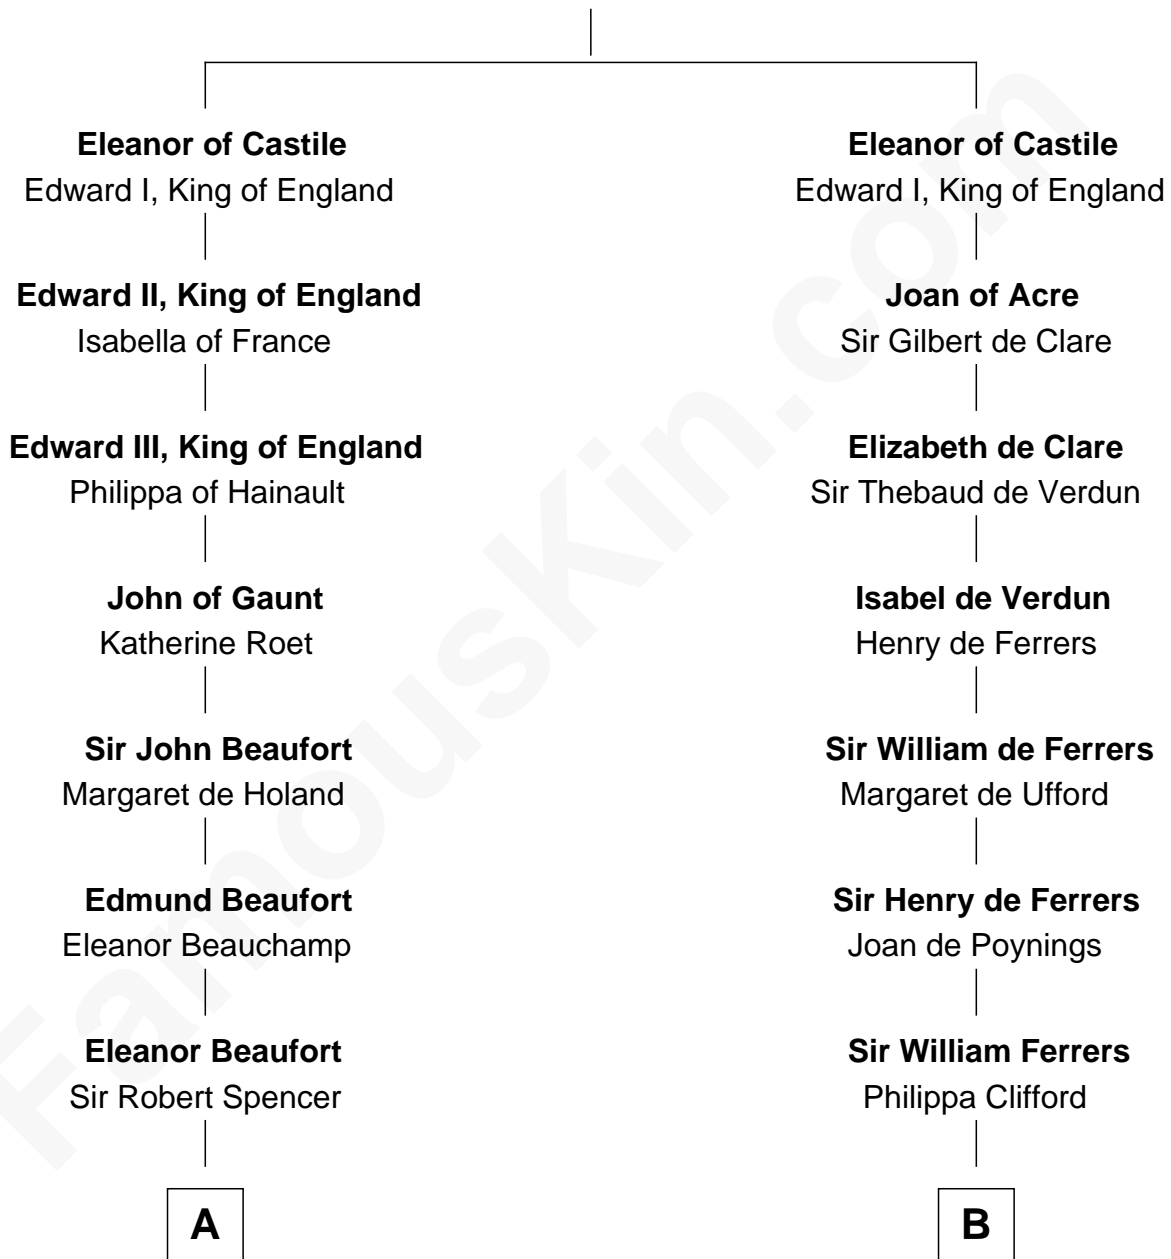 Eleanor of Castile
Edward I, King of England
Edward II, King of England
Isabella of France
Edward III, King of England
Philippa of Hainault
John of Gaunt
Katherine Roet
Sir John Beaufort
Margaret de Holand
Edmund Beaufort
Eleanor Beauchamp
Eleanor Beaufort
Sir Robert Spencer
A
Eleanor of Castile
Edward I, King of England
Joan of Acre
Sir Gilbert de Clare
Elizabeth de Clare
Sir Thebaud de Verdun
Isabel de Verdun
Henry de Ferrers
Sir William de Ferrers
Margaret de Ufford
Sir Henry de Ferrers
Joan de Poynings
Sir William Ferrers
Philippa Clifford
B
FamousKin.com